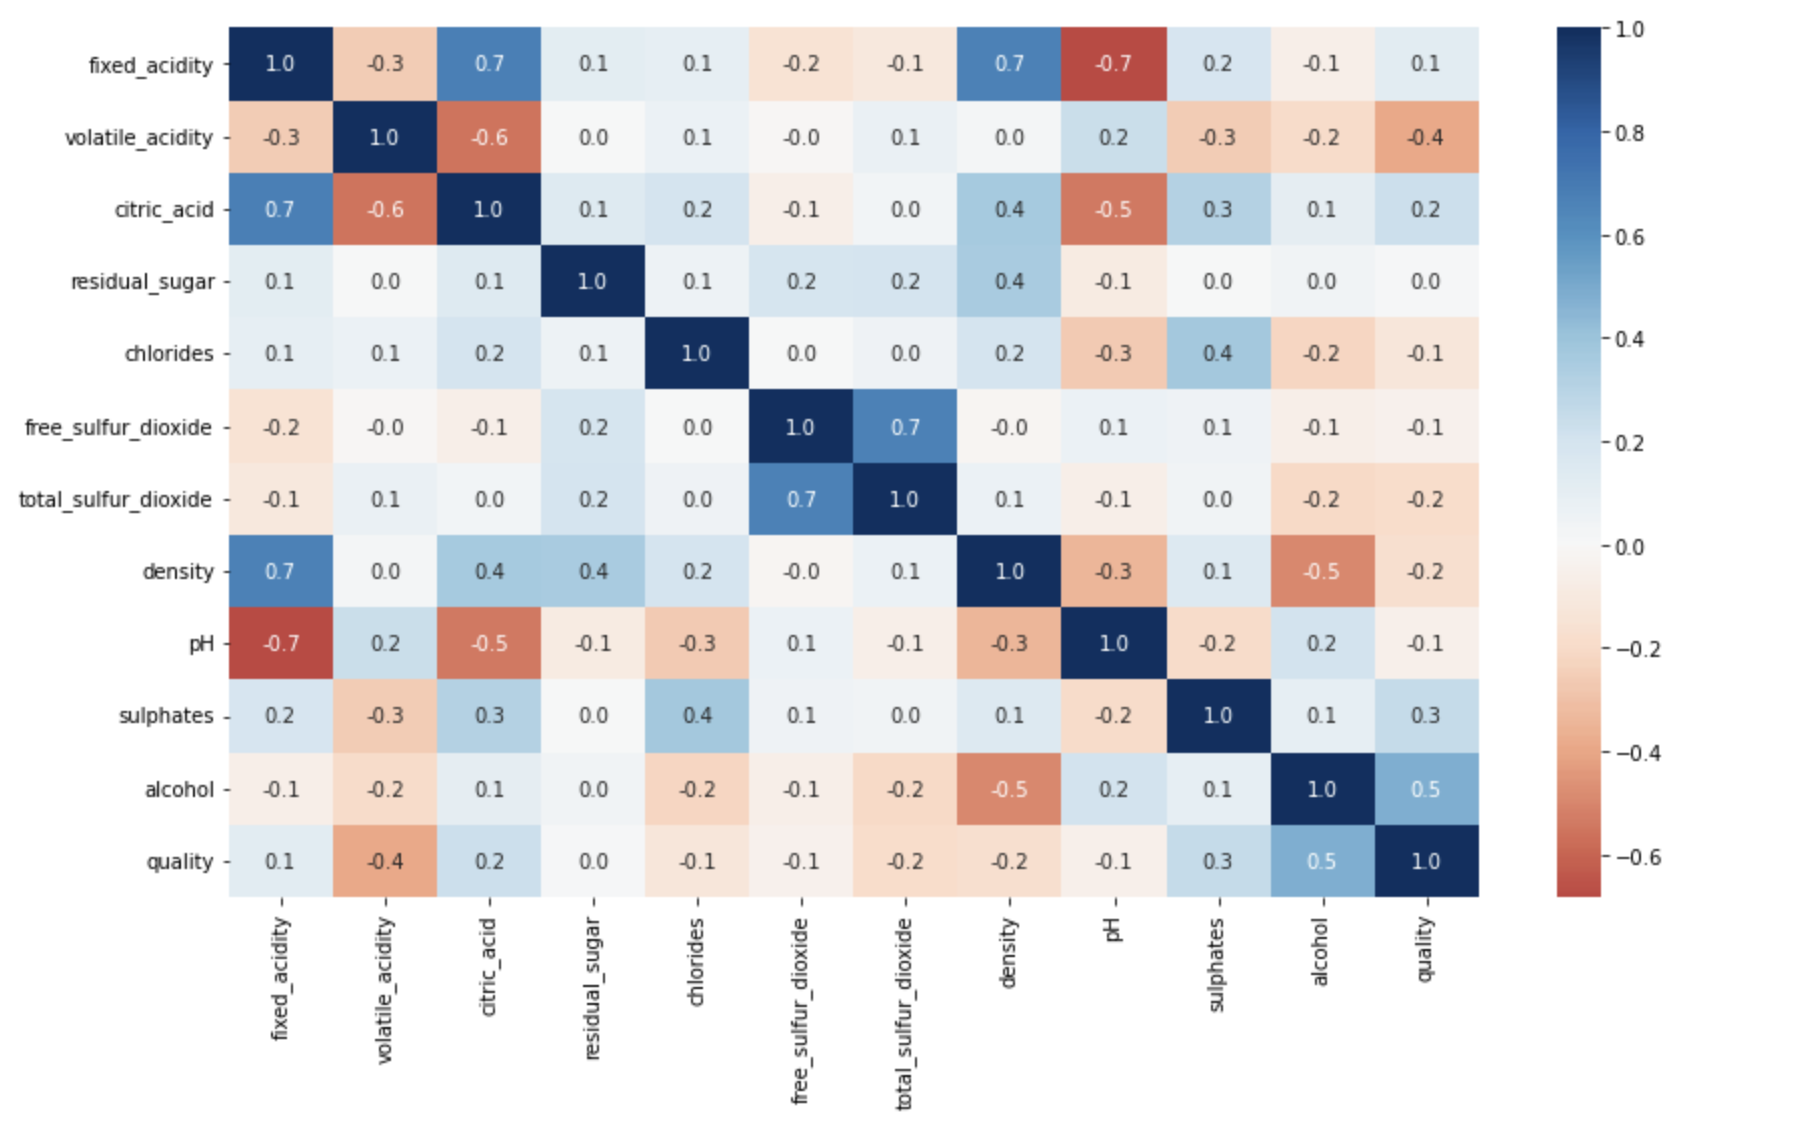 fixed_acidity 1.0 -0.3 0.7 0.1 0.1 -0.2 -0.1 0.7 -0.7 0.2 -0.1 0.1
volatile_acidity -0.3 1.0 -0.6 0.0 0.1 -0.0 0.1 0.0 0.2 -0.3 -0.2 -0.4
citric_acid 0.7 -0.6 1.0 0.1 0.2 -0.1 0.0 0.4 -0.5 0.3 0.1 0.2
residual_sugar 0.1 0.0 0.1 1.0 0.1 0.2 0.2 0.4 -0.1 0.0 0.0 0.0
chlorides 0.1 0.1 0.2 0.1 1.0 0.0 0.0 0.2 -0.3 0.4 -0.2 -0.1
free_sulfur_dioxide -0.2 -0.0 -0.1 0.2 0.0 1.0 0.7 -0.0 0.1 0.1 -0.1 -0.1
total_sulfur_dioxide -0.1 0.1 0.0 0.2 0.0 0.7 1.0 0.1 -0.1 0.0 -0.2 -0.2
density 0.7 0.0 0.4 0.4 0.2 -0.0 0.1 1.0 -0.3 0.1 -0.5 -0.2
pH -0.7 0.2 -0.5 -0.1 -0.3 0.1 -0.1 -0.3 1.0 -0.2 0.2 -0.1
sulphates 0.2 -0.3 0.3 0.0 0.4 0.1 0.0 0.1 -0.2 1.0 0.1 0.3
alcohol -0.1 -0.2 0.1 0.0 -0.2 -0.1 -0.2 -0.5 0.2 0.1 1.0 0.5
quality 0.1 -0.4 0.2 0.0 -0.1 -0.1 -0.2 -0.2 -0.1 0.3 0.5 1.0
fixed_acidity
volatile_acidity
citric_acid
residual_sugar
chlorides
free_sulfur_dioxide
total_sulfur_dioxide
density
pH
sulphates
alcohol
quality
1.0
0.8
0.6
0.4
0.2
0.0
−0.2
−0.4
−0.6